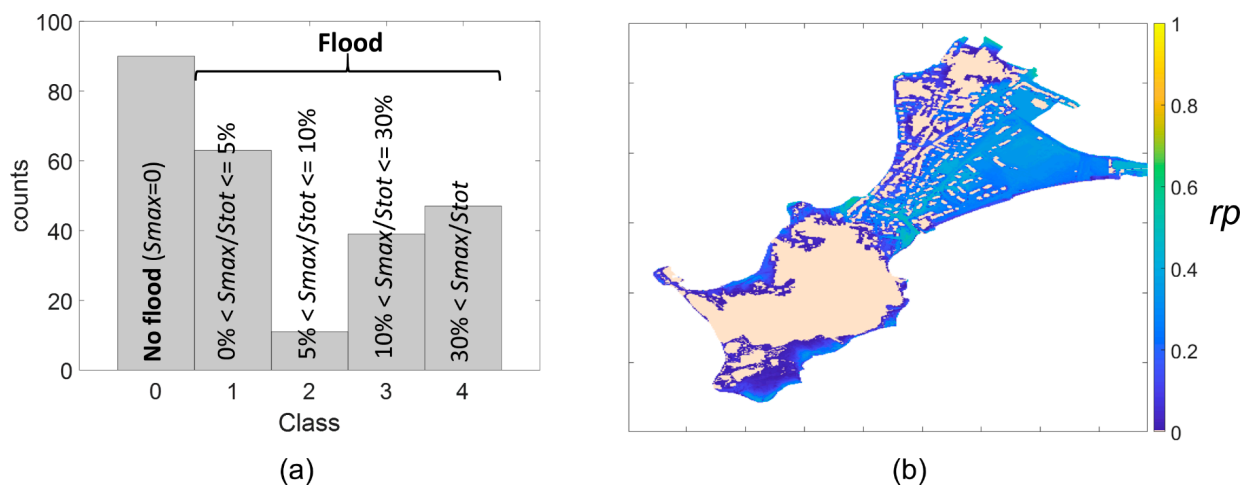 100
80
60
40
20
0
counts
Flood
No flood (Smax=0)
0% < Smax/Stot <= 5%
5% < Smax/Stot <= 10%
10% < Smax/Stot <= 30%
30% < Smax/Stot
0 1 2 3 4
Class
(a)
1
0.8
0.6
0.4
0.2
0
rp
(b)